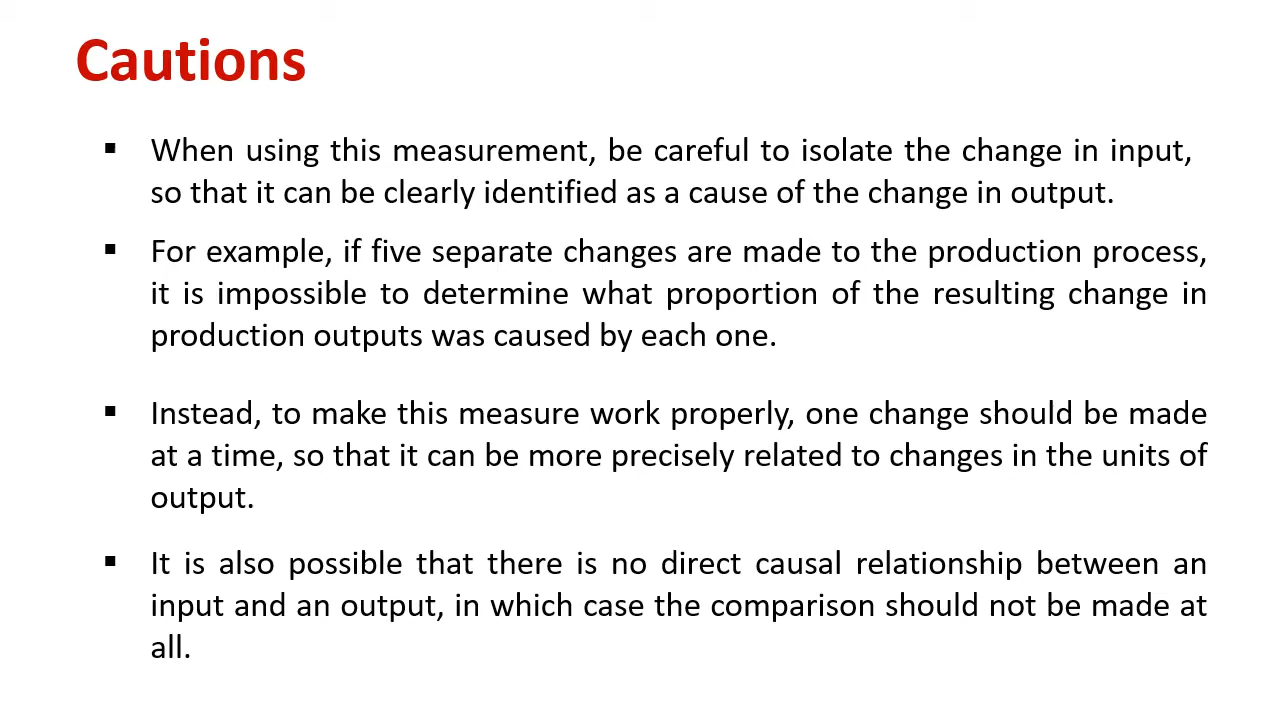 Cautions
▪ When using this measurement, be careful to isolate the change in input,
so that it can be clearly identified as a cause of the change in output.
▪ For example, if five separate changes are made to the production process,
it is impossible to determine what proportion of the resulting change in
production outputs was caused by each one.
▪ Instead, to make this measure work properly, one change should be made
at a time, so that it can be more precisely related to changes in the units of
output.
▪ It is also possible that there is no direct causal relationship between an
input and an output, in which case the comparison should not be made at
all.